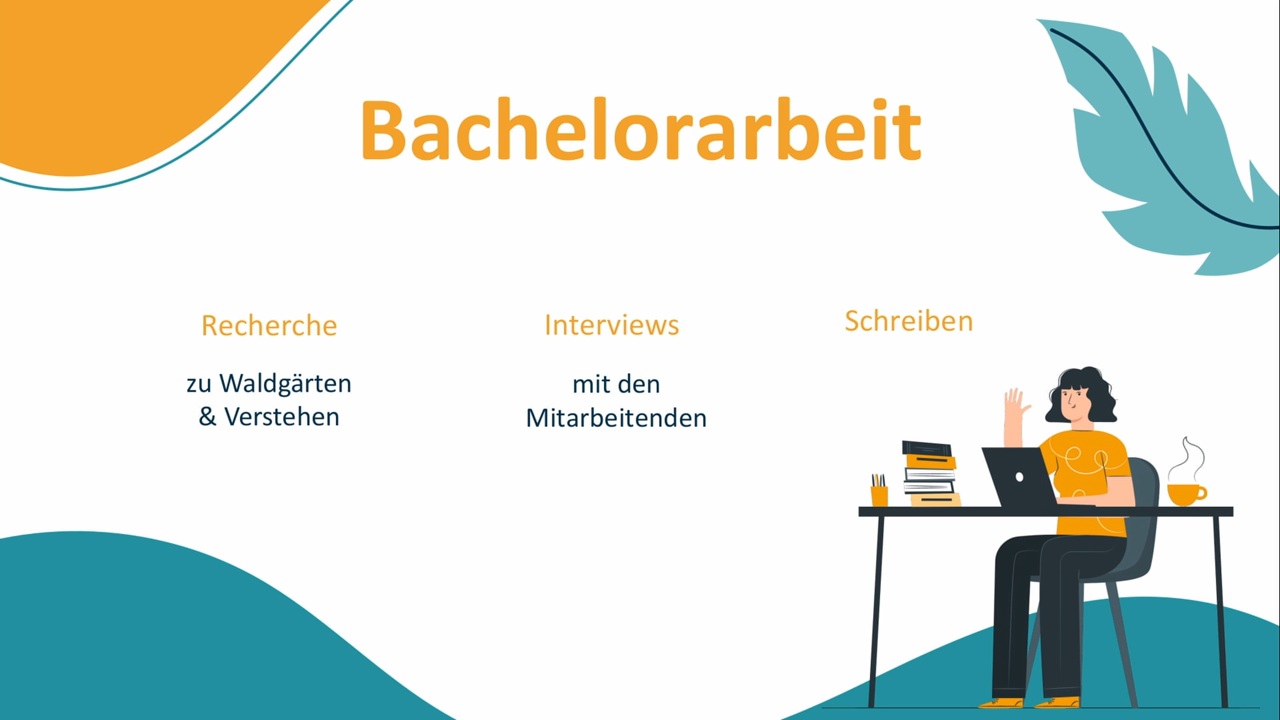 Bachelorarbeit
Recherche
zu Waldgärten
& Verstehen
Interviews
mit den
Mitarbeitenden
Schreiben